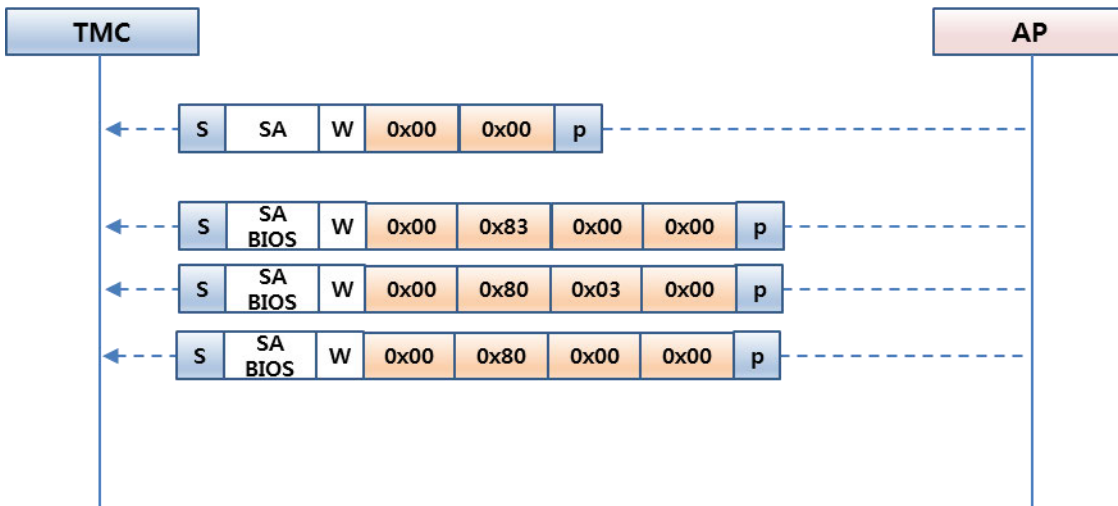 TMC AP
S SA W 0x00 0x00 p
S SA BIOS W 0x00 0x83 0x00 0x00 p
S SA BIOS W 0x00 0x80 0x03 0x00 p
S SA BIOS W 0x00 0x80 0x00 0x00 p